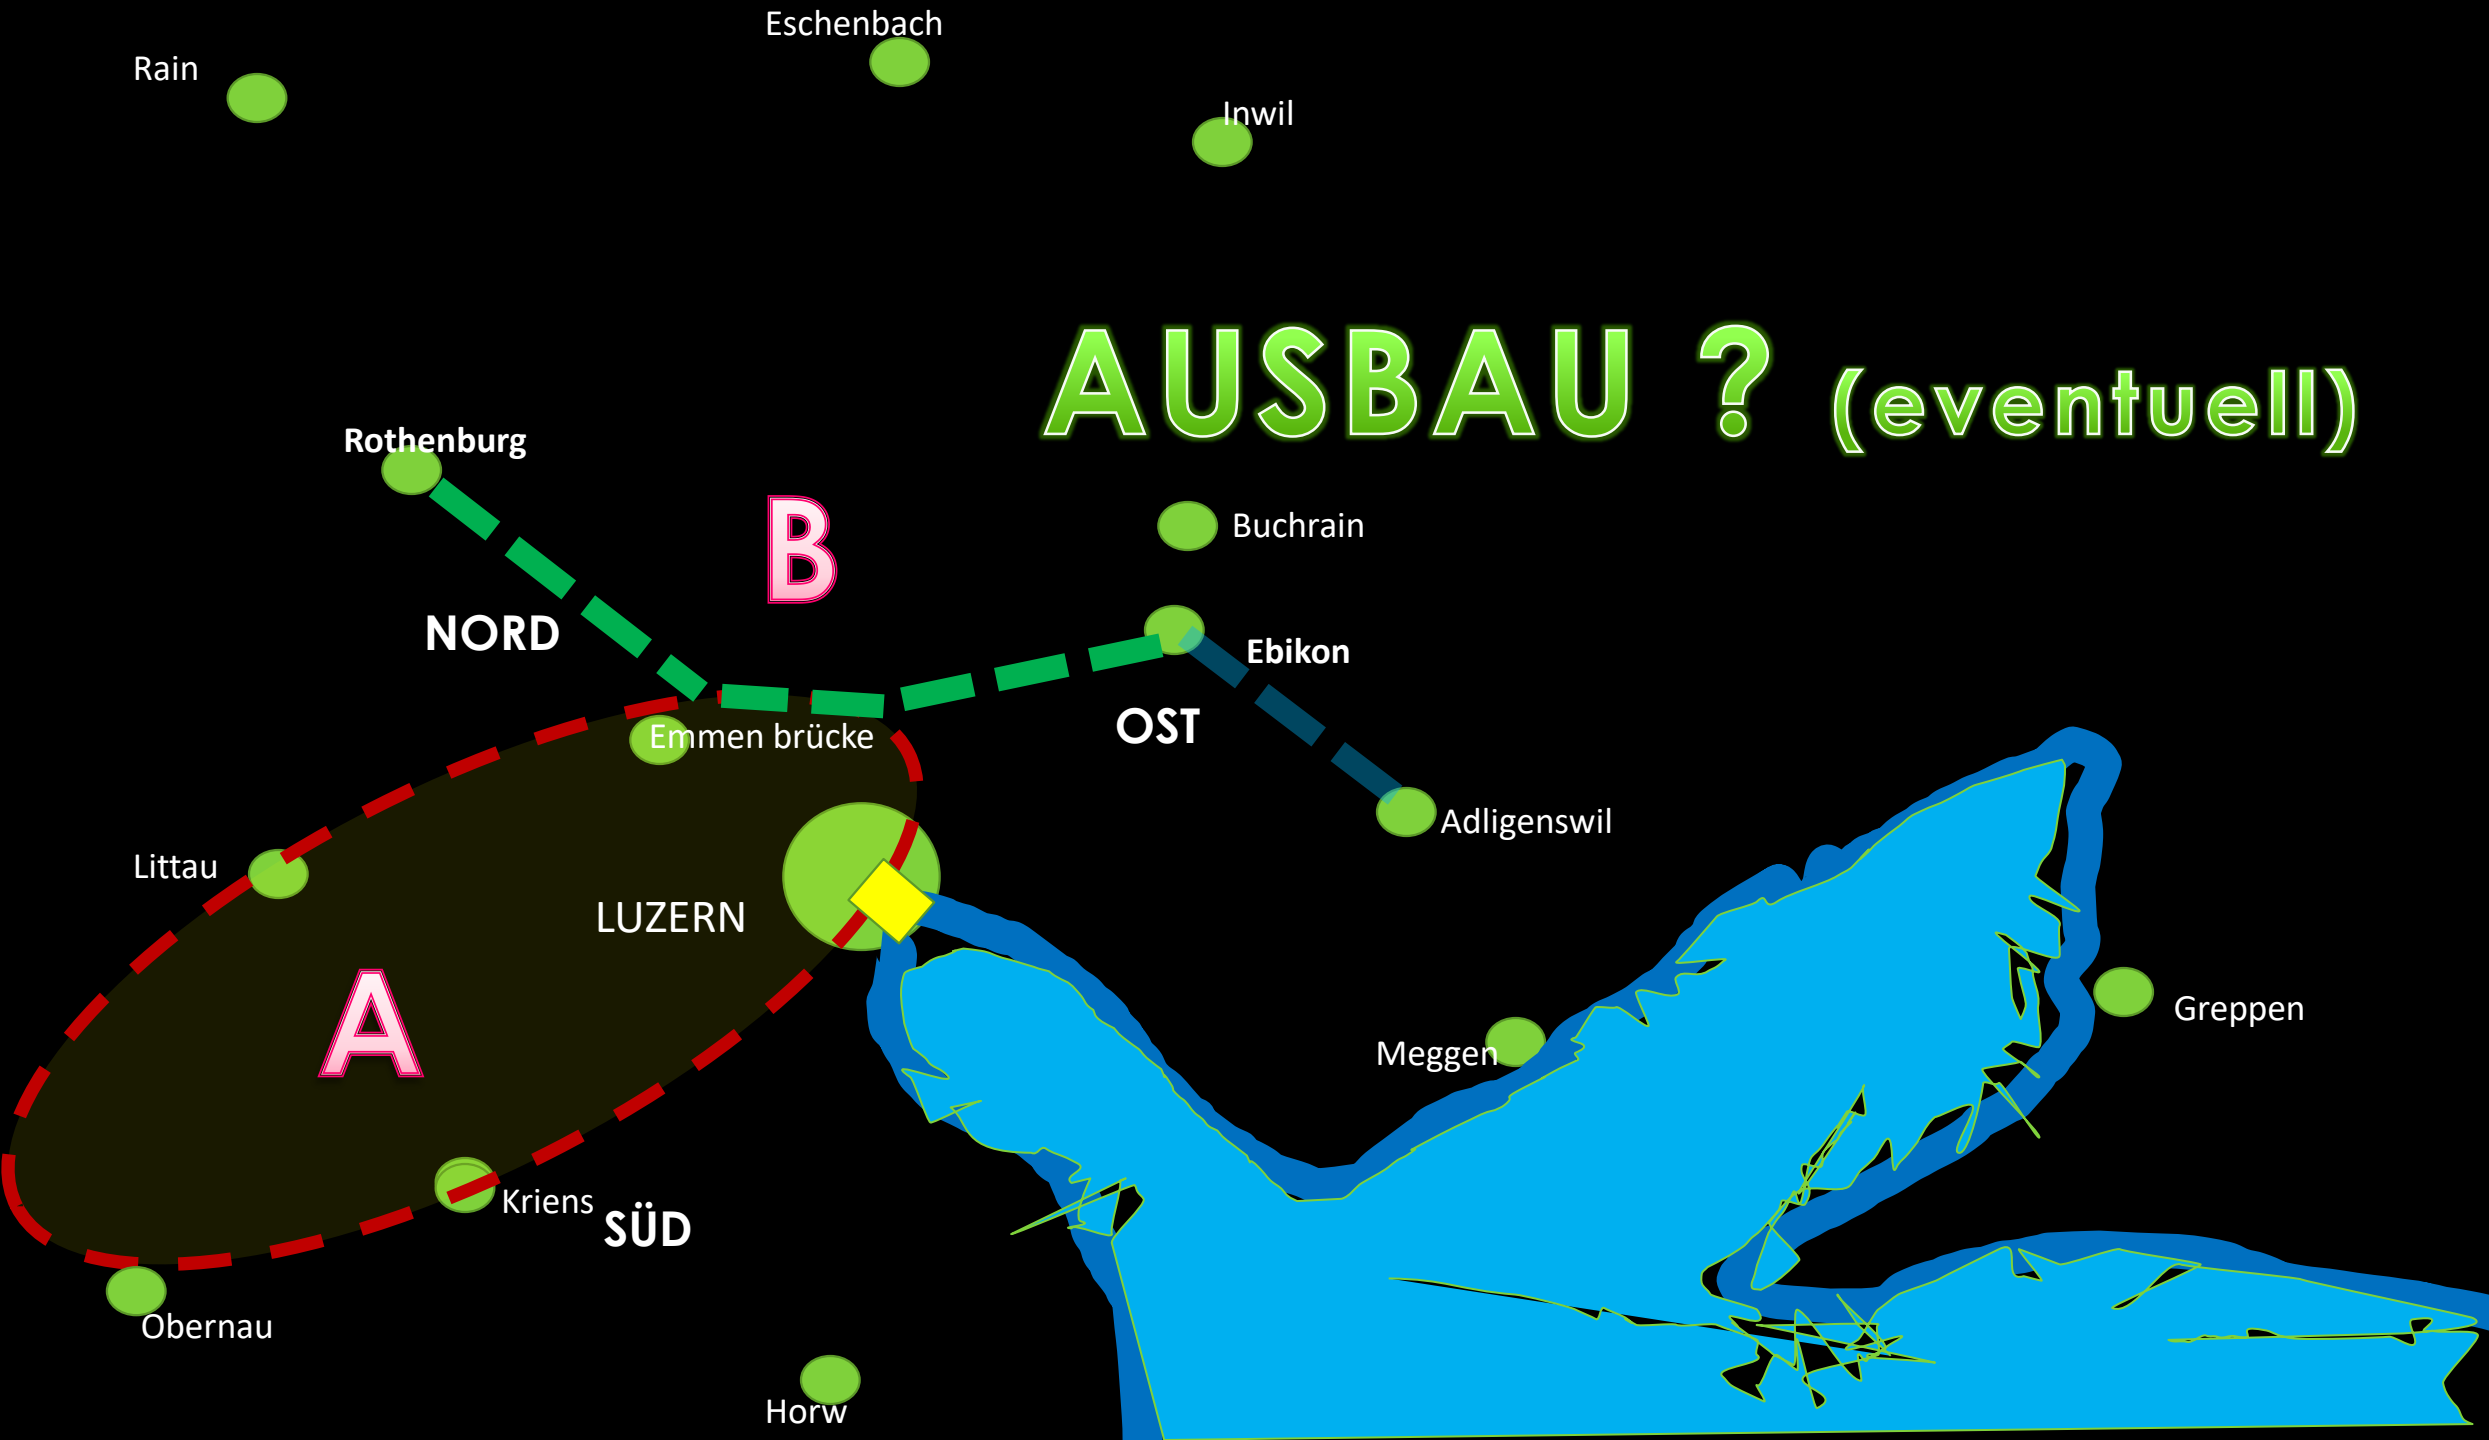 Eschenbach
Rain
Inwil
AUSBAU ? (eventuell)
Rothenburg
B
Buchrain
NORD
Ebikon
OST
Emmen brücke
Adligenswil
Littau
LUZERN
A
Greppen
Meggen
Kriens
SÜD
Obernau
Horw